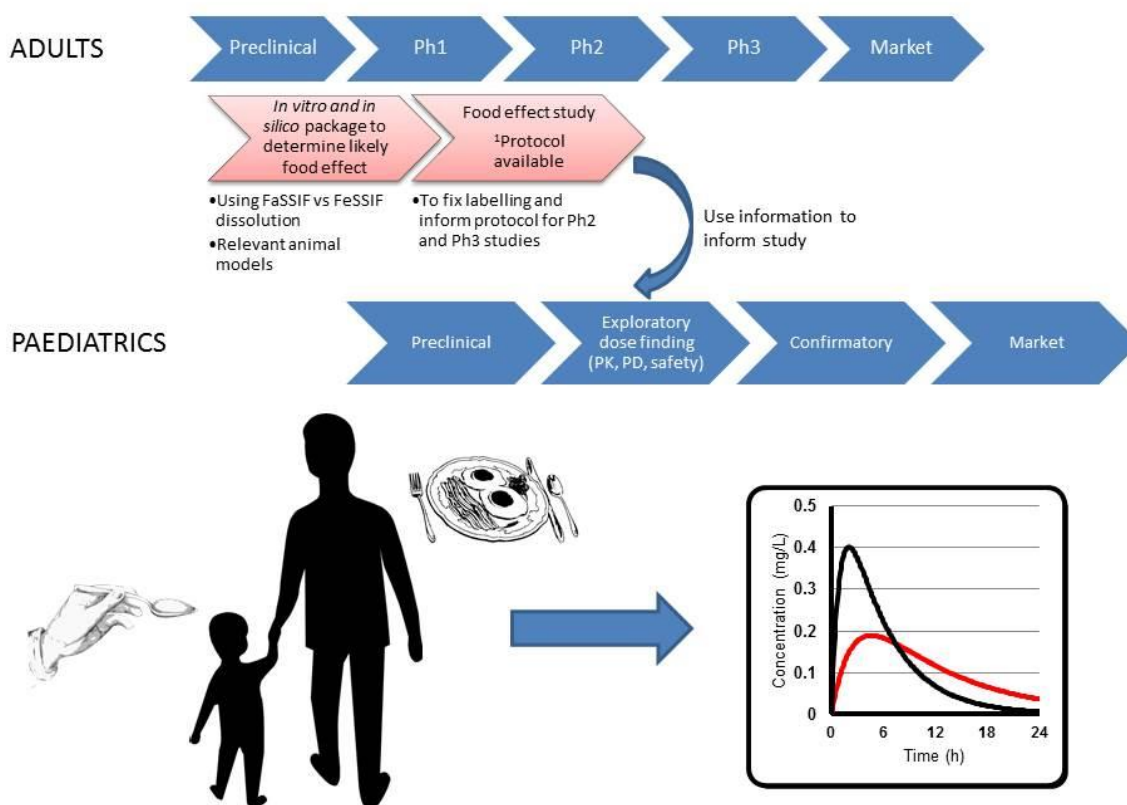 ADULTS
Preclinical
Ph1
Ph2
Ph3
Market
In vitro and in
silico package to
determine likely
food effect
Food effect study
¹Protocol
available
•Using FaSSIF vs FeSSIF
dissolution
•Relevant animal
models
•To fix labelling and
inform protocol for Ph2
and Ph3 studies
Use information to
inform study
PAEDIATRICS
Preclinical
Exploratory
dose finding
(PK, PD, safety)
Confirmatory
Market
Concentration (mg/L)
0.5
0.4
0.3
0.2
0.1
0
0
6
12
18
24
Time (h)